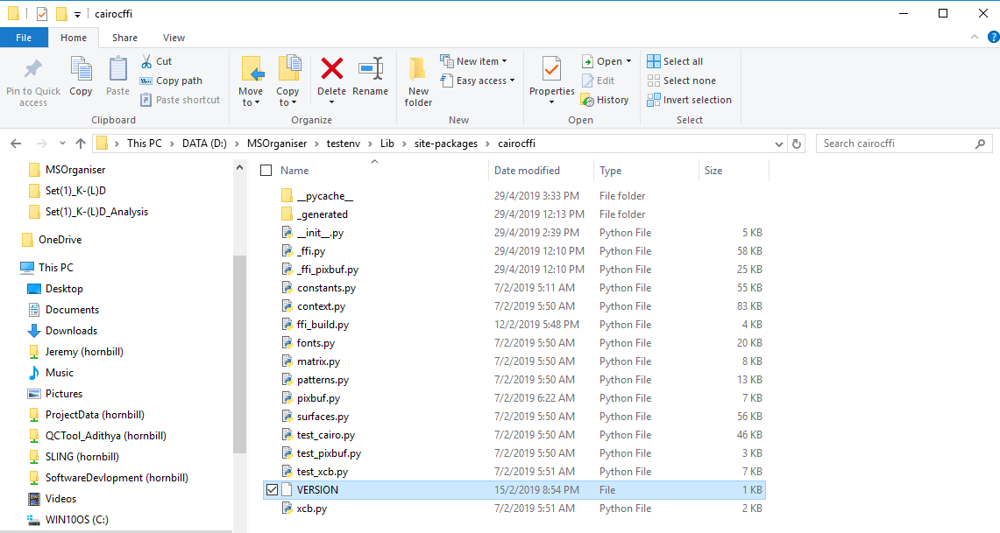 cairocffi
File Home Share View
Pin to Quick access
Copy
Paste
Cut
Copy path
Paste shortcut
Clipboard
Move to
Copy to
Delete
Rename
Organize
New folder
New item
Easy access
New
Properties
Open
Edit
History
Open
Select all
Select none
Invert selection
Select
This PC > DATA (D:) > MSOrganiser > testenv > Lib > site-packages > cairocffi
Search cairocffi
MSOrganiser
Set(1)_K-(L)D
Set(1)_K-(L)D_Analysis
OneDrive
This PC
Desktop
Documents
Downloads
Jeremy (hornbill)
Music
Pictures
ProjectData (hornbill)
QCTool_Adithya (hornbill)
SLING (hornbill)
SoftwareDevlopment (hornbill)
Videos
WIN10OS (C:)
Name Date modified Type Size
__pycache__ 29/4/2019 3:33 PM File folder
_generated 29/4/2019 12:13 PM File folder
__init__.py 29/4/2019 2:39 PM Python File 5 KB
_ffi.py 29/4/2019 12:10 PM Python File 58 KB
_ffi_pixbuf.py 29/4/2019 12:10 PM Python File 25 KB
constants.py 7/2/2019 5:11 AM Python File 55 KB
context.py 7/2/2019 5:50 AM Python File 83 KB
ffi_build.py 12/2/2019 5:48 PM Python File 4 KB
fonts.py 7/2/2019 5:50 AM Python File 20 KB
matrix.py 7/2/2019 5:50 AM Python File 8 KB
patterns.py 7/2/2019 5:50 AM Python File 13 KB
pixbuf.py 7/2/2019 6:22 AM Python File 7 KB
surfaces.py 7/2/2019 5:50 AM Python File 56 KB
test_cairo.py 7/2/2019 5:50 AM Python File 46 KB
test_pixbuf.py 7/2/2019 5:50 AM Python File 3 KB
test_xcb.py 7/2/2019 5:51 AM Python File 7 KB
VERSION 15/2/2019 8:54 PM File 1 KB
xcb.py 7/2/2019 5:51 AM Python File 2 KB